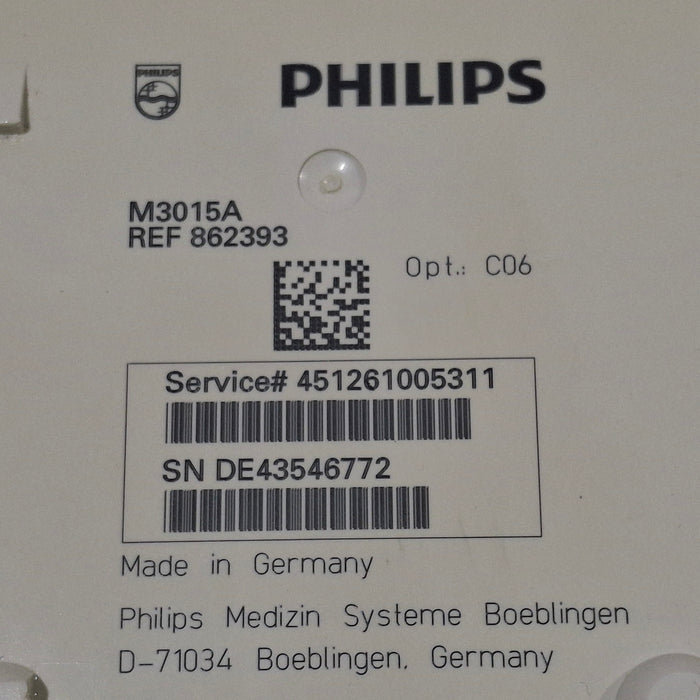 PHILIPS
PHILIPS
M3015A
REF 862393
Opt.: C06
Service# 451261005311
SN DE43546772
Made in Germany
Philips Medizin Systeme Boeblingen
D-71034 Boeblingen. Germany